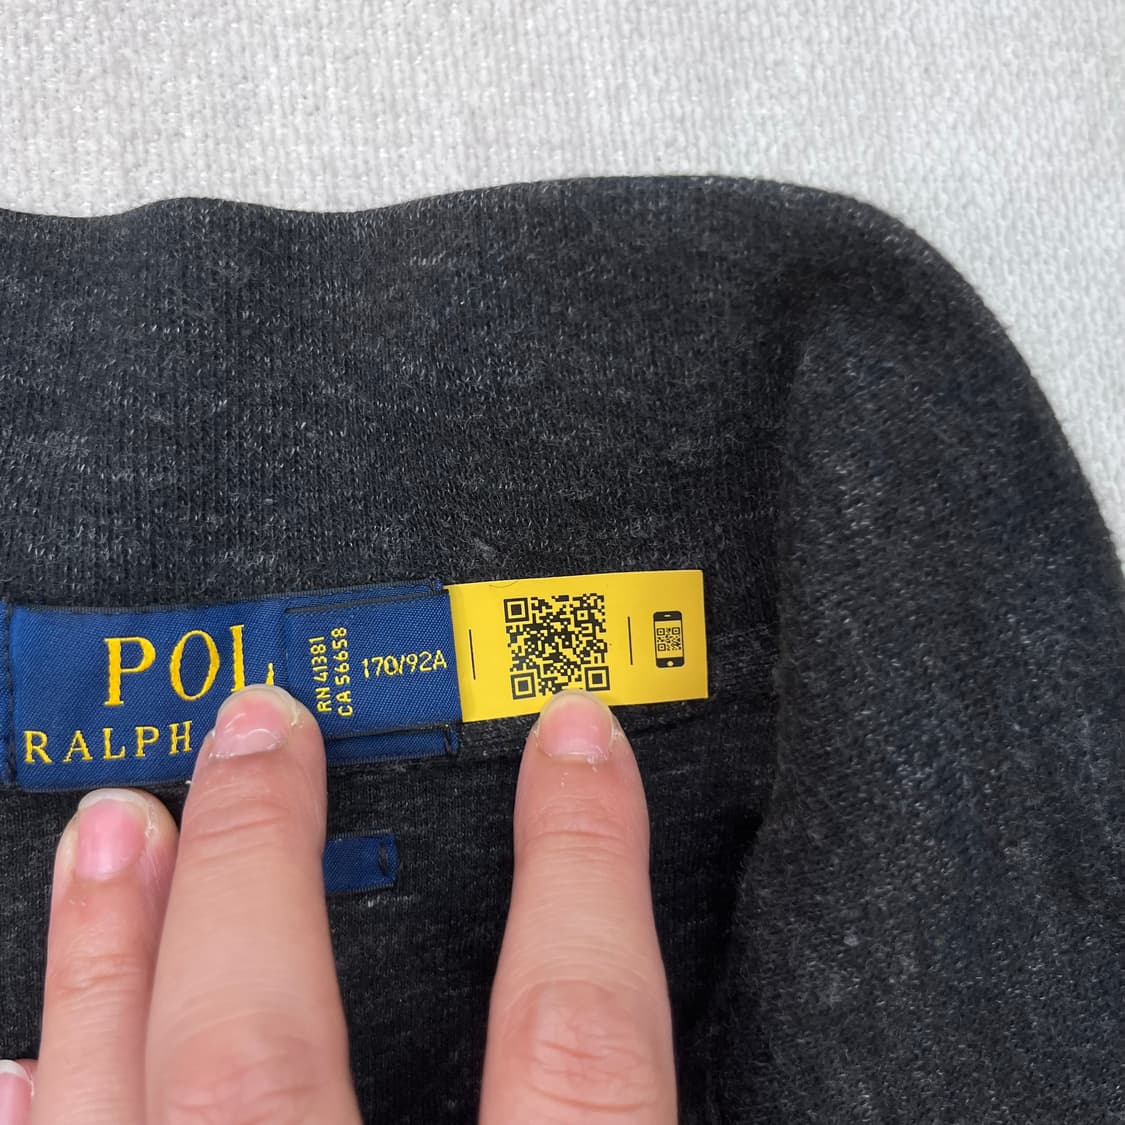 POL
RALPH
RN 41381
CA 56658
170/92A